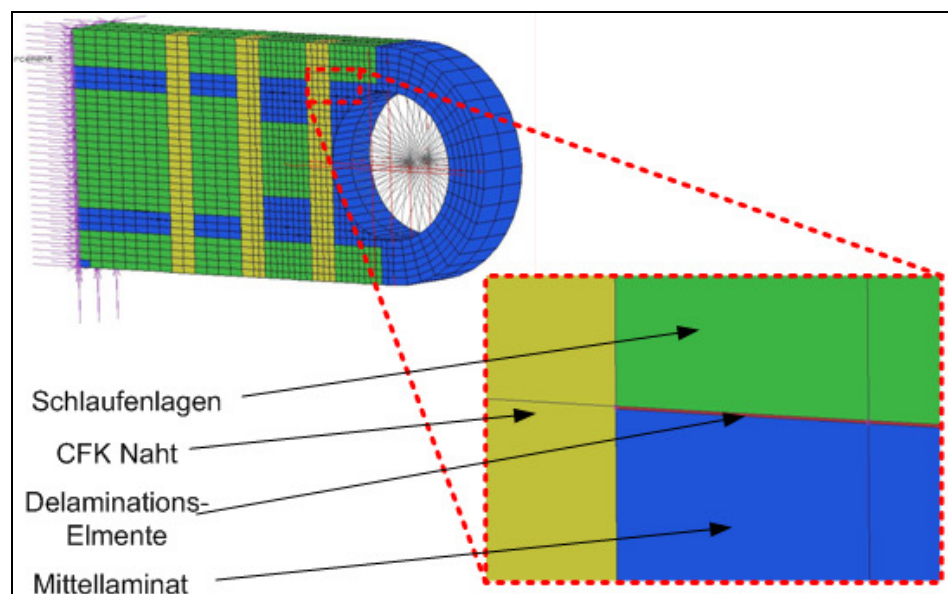 Schlaufenlagen
CFK Naht
Delaminations-
Elmente
Mittellaminat